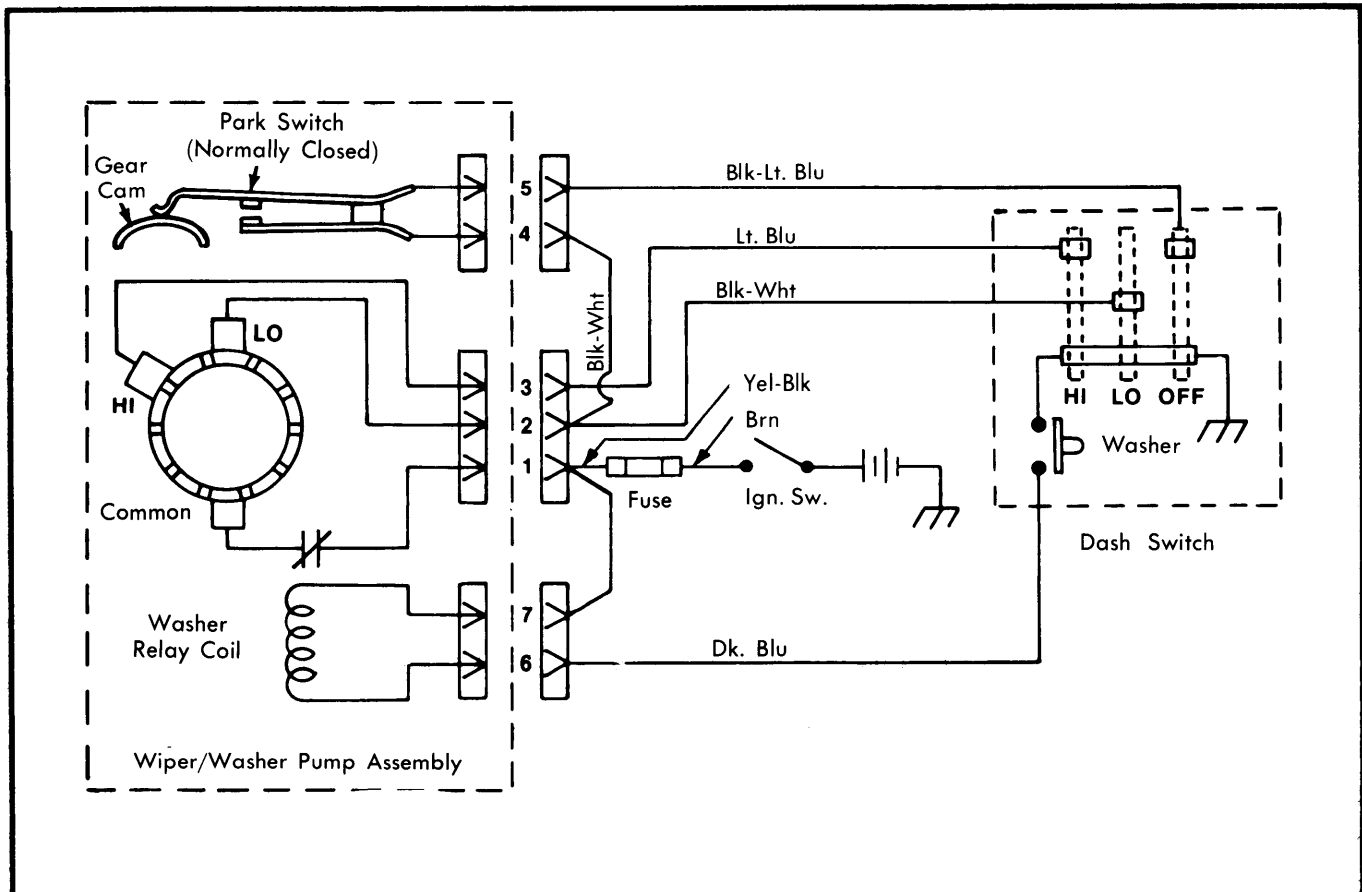 Park Switch
(Normally Closed)
Gear
Cam
5
4
Blk-Lt. Blu
Lt. Blu
Blk-Wht
Blk-Wht
LO
HI
Common
3
2
1
Yel-Blk
Brn
Fuse
Ign. Sw.
HI LO OFF
Washer
Dash Switch
Washer
Relay Coil
7
6
Dk. Blu
Wiper/Washer Pump Assembly